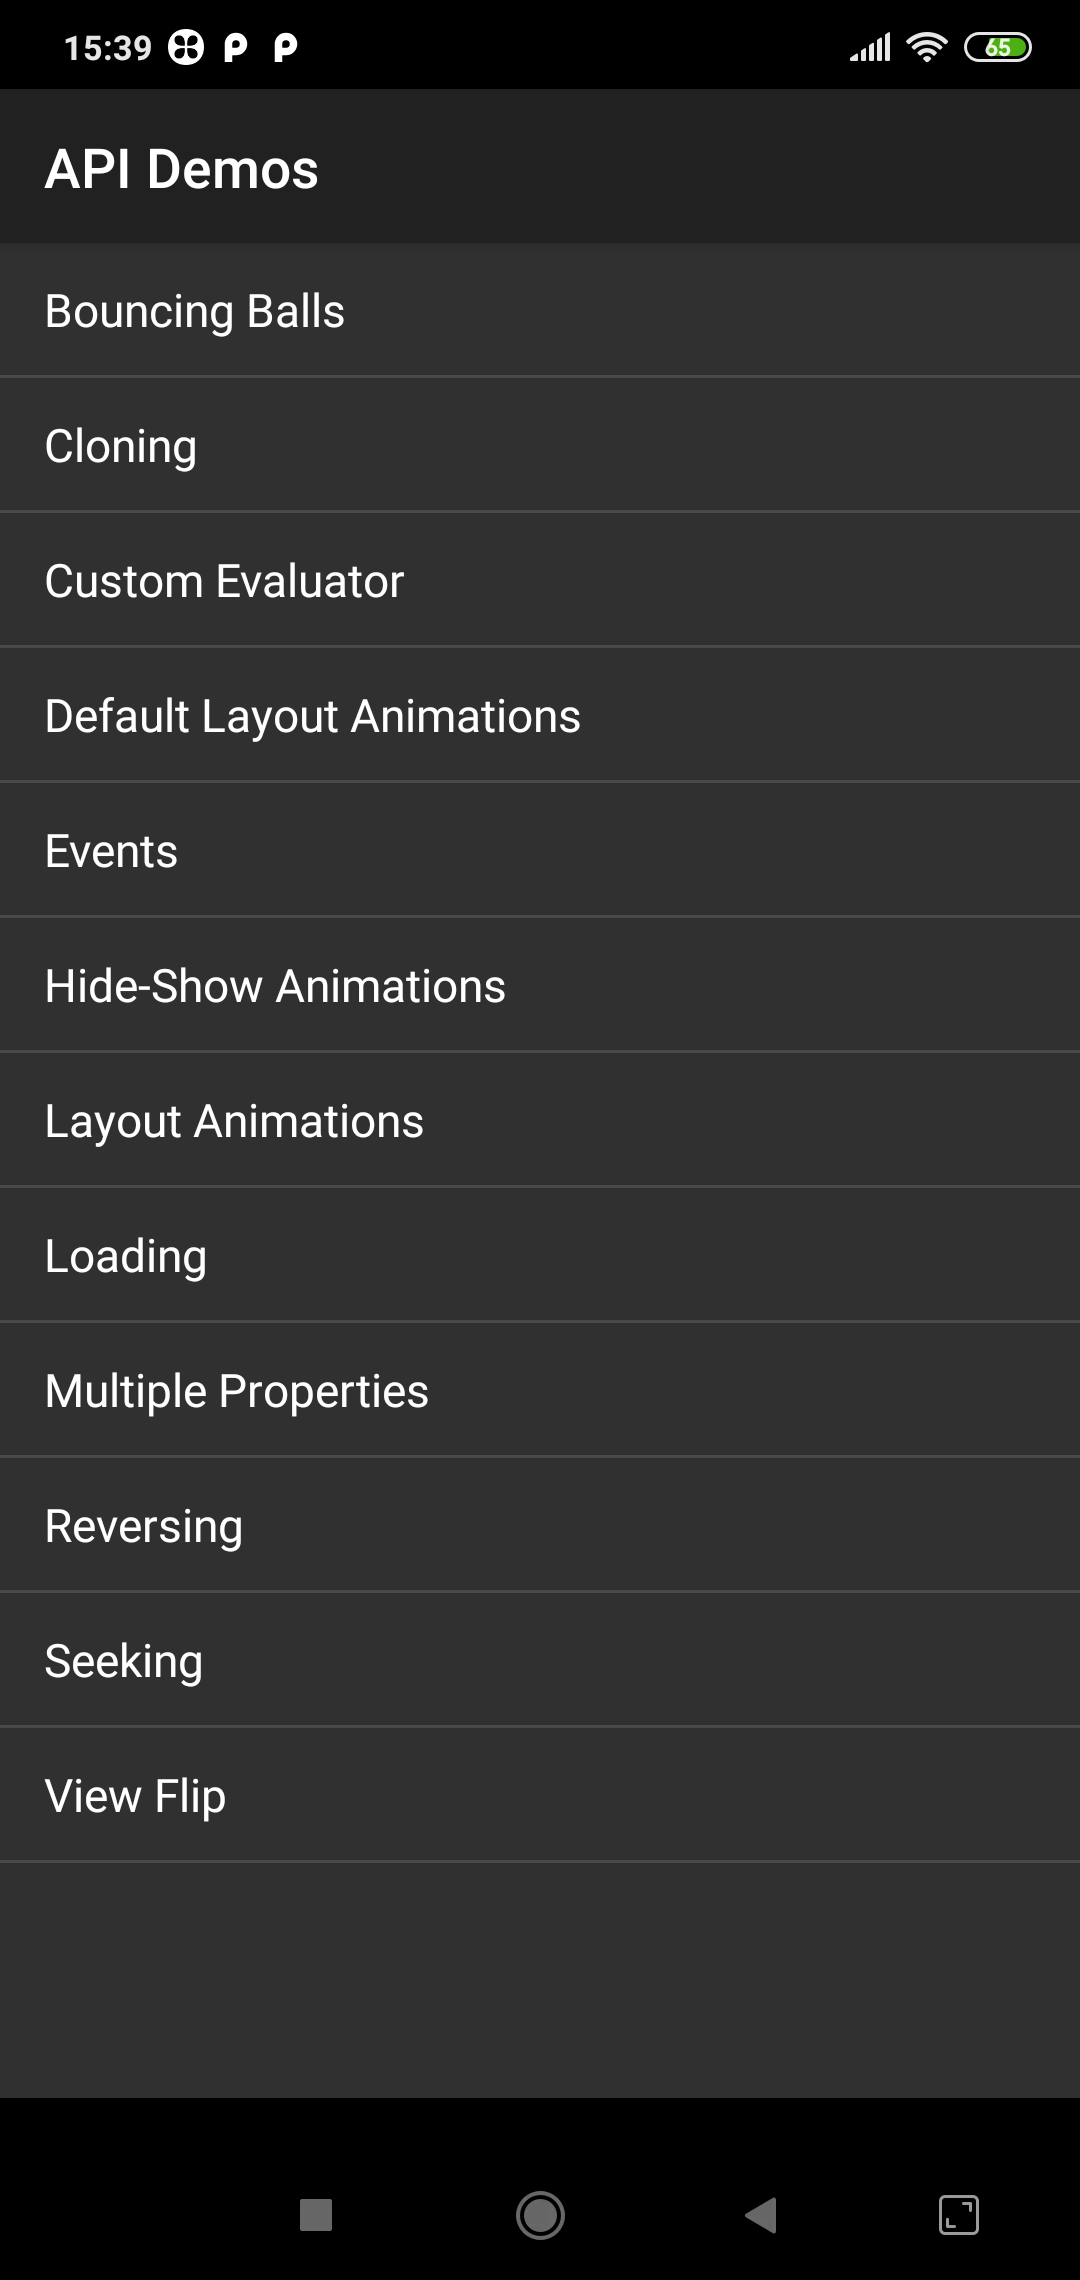 15:39
65
API Demos
Bouncing Balls
Cloning
Custom Evaluator
Default Layout Animations
Events
Hide-Show Animations
Layout Animations
Loading
Multiple Properties
Reversing
Seeking
View Flip